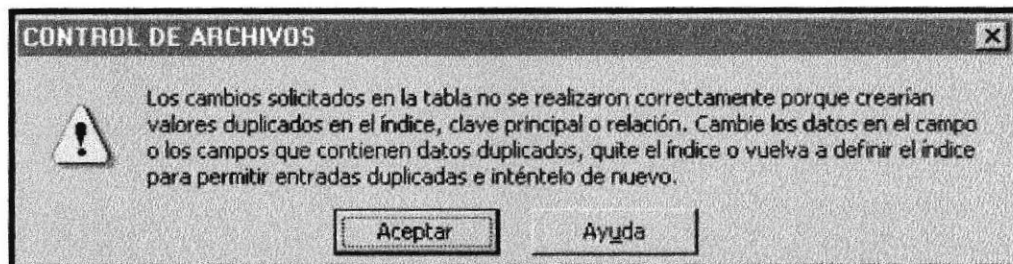 CONTROL DE ARCHIVOS
Los cambios solicitados en la tabla no se realizaron correctamente porque crearían
valores duplicados en el índice, clave principal o relación. Cambie los datos en el campo
o los campos que contienen datos duplicados, quite el índice o vuelva a definir el índice
para permitir entradas duplicadas e inténtelo de nuevo.
Aceptar
Ayuda